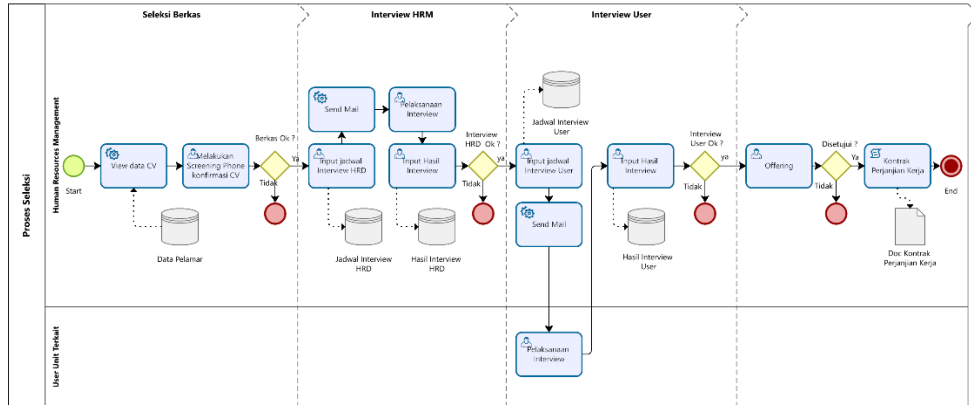 Proses Seleksi
Human Resources Management
User Unit Terkait
Seleksi Berkas
Interview HRM
Interview User
Start
View data CV
Melakukan
Screening Phone
konfirmasi CV
Data Pelamar
Berkas Ok ?
Ya
Tidak
Send Mail
Pelaksanaan
Interview
Input jadwal
Interview HRD
Input Hasil
Interview
Jadwal Interview
HRD
Hasil Interview
HRD
Interview
HRD Ok ?
ya
Tidak
Jadwal Interview
User
Input jadwal
Interview User
Send Mail
Pelaksanaan
Interview
Input Hasil
Interview
Hasil Interview
User
Interview
User Ok ?
ya
Tidak
Offering
Disetujui ?
Ya
Tidak
Kontrak
Perjanjian Kerja
Doc Kontrak
Perjanjian Kerja
End